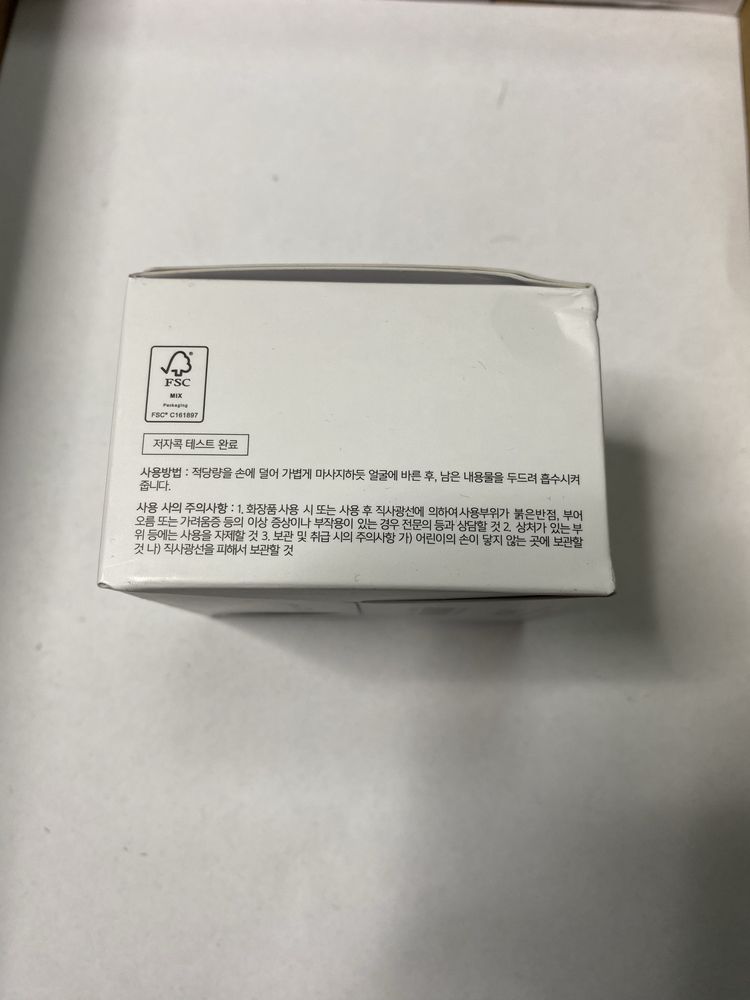 FSC
MIX
Packaging
FSC® C161897
저자콕 테스트 완료
사용방법 : 적당량을 손에 덜어 가볍게 마사지하듯 얼굴에 바른 후, 남은 내용물을 두드려 흡수시켜
줍니다.
사용 시의 주의사항 : 1. 화장품 사용 시 또는 사용 후 직사광선에 의하여 사용부위가 붉은반점, 부어
오름 또는 가려움증 등의 이상 증상이나 부작용이 있는 경우 전문의 등과 상담할 것 2. 상처가 있는 부
위 등에는 사용을 자제할 것 3. 보관 및 취급 시의 주의사항 가) 어린이의 손이 닿지 않는 곳에 보관할
것 나) 직사광선을 피해서 보관할 것